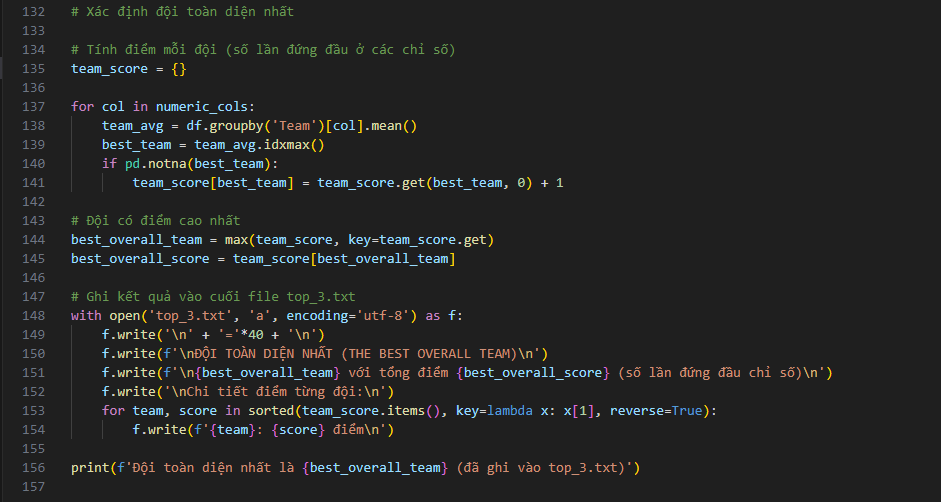 132 # Xác định đội toàn diện nhất
133
134 # Tính điểm mỗi đội (số lần đứng đầu ở các chỉ số)
135 team_score = {}
136
137 for col in numeric_cols:
138     team_avg = df.groupby('Team')[col].mean()
139     best_team = team_avg.idxmax()
140     if pd.notna(best_team):
141         team_score[best_team] = team_score.get(best_team, 0) + 1
142
143 # Đội có điểm cao nhất
144 best_overall_team = max(team_score, key=team_score.get)
145 best_overall_score = team_score[best_overall_team]
146
147 # Ghi kết quả vào cuối file top_3.txt
148 with open('top_3.txt', 'a', encoding='utf-8') as f:
149     f.write('\n' + '='*40 + '\n')
150     f.write(f'\nĐỘI TOÀN DIỆN NHẤT (THE BEST OVERALL TEAM)\n')
151     f.write(f'\n{best_overall_team} với tổng điểm {best_overall_score} (số lần đứng đầu chỉ số)\n')
152     f.write('\nChi tiết điểm từng đội:\n')
153     for team, score in sorted(team_score.items(), key=lambda x: x[1], reverse=True):
154         f.write(f'{team}: {score} điểm\n')
155
156 print(f'Đội toàn diện nhất là {best_overall_team} (đã ghi vào top_3.txt)')
157